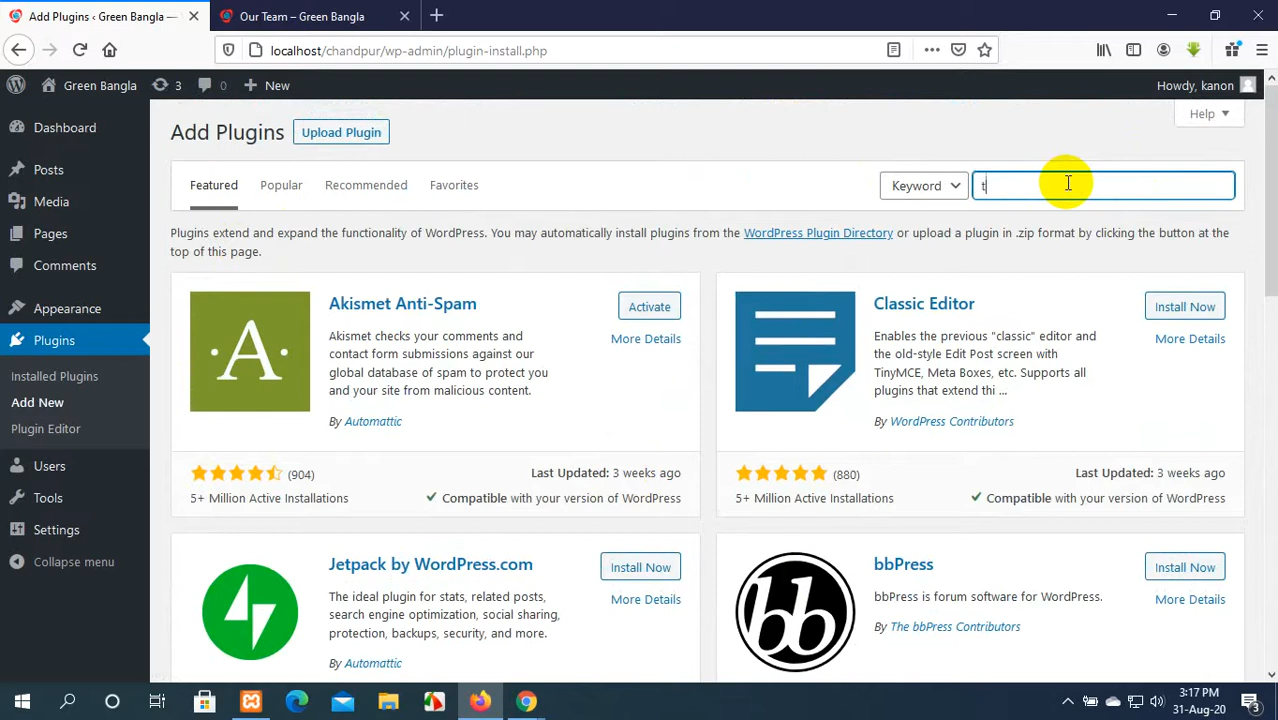 Add Plugins ‹ Green Bangla —
Our Team – Green Bangla
localhost/chandpur/wp-admin/plugin-install.php
Green Bangla
3
0
New
Howdy, kanon
Dashboard
Posts
Media
Pages
Comments
Appearance
Plugins
Installed Plugins
Add New
Plugin Editor
Users
Tools
Settings
Collapse menu
Help
Add Plugins
Upload Plugin
Featured
Popular
Recommended
Favorites
Keyword
t
Plugins extend and expand the functionality of WordPress. You may automatically install plugins from the WordPress Plugin Directory or upload a plugin in .zip format by clicking the button at the
top of this page.
·A·
Akismet Anti-Spam
Activate
More Details
Akismet checks your comments and
contact form submissions against our
global database of spam to protect you
and your site from malicious content.
By Automattic
(904)
Last Updated: 3 weeks ago
5+ Million Active Installations
Compatible with your version of WordPress
Classic Editor
Install Now
More Details
Enables the previous "classic" editor and
the old-style Edit Post screen with
TinyMCE, Meta Boxes, etc. Supports all
plugins that extend thi ...
By WordPress Contributors
(880)
Last Updated: 3 weeks ago
5+ Million Active Installations
Compatible with your version of WordPress
Jetpack by WordPress.com
Install Now
More Details
The ideal plugin for stats, related posts,
search engine optimization, social sharing,
protection, backups, security, and more.
By Automattic
bb
bbPress
Install Now
More Details
bbPress is forum software for WordPress.
By The bbPress Contributors
3:17 PM
31-Aug-20
3